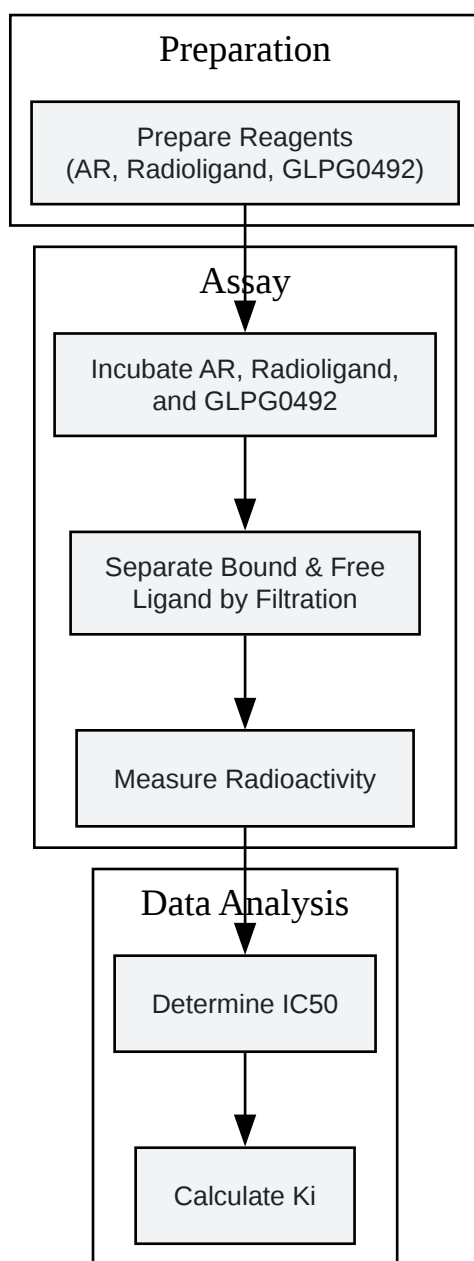 Preparation
Prepare Reagents
(AR, Radioligand, GLPG0492)
Assay
Incubate AR, Radioligand,
and GLPG0492
Separate Bound & Free
Ligand by Filtration
Measure Radioactivity
Data Analysis
Determine IC50
Calculate Ki